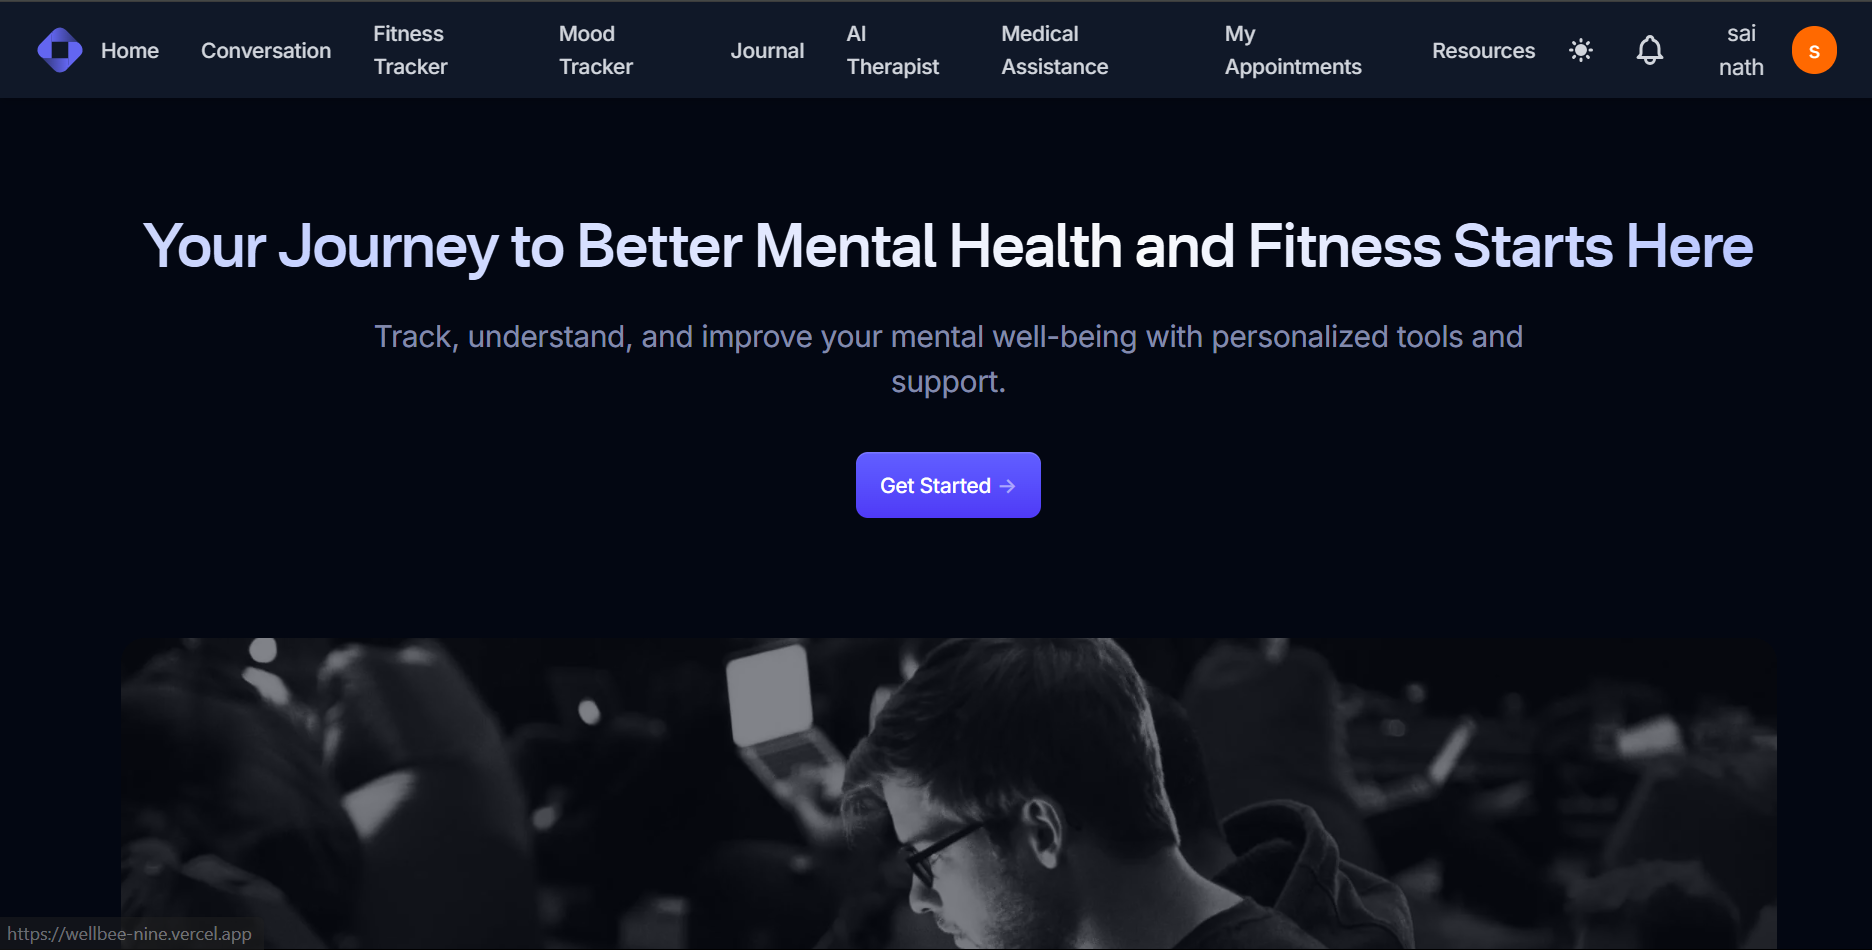 Home
Conversation
Fitness
Tracker
Mood
Tracker
Journal
AI
Therapist
Medical
Assistance
My
Appointments
Resources
sai
nath
s
Your Journey to Better Mental Health and Fitness Starts Here
Track, understand, and improve your mental well-being with personalized tools and
support.
Get Started →
https://wellbee-nine.vercel.app